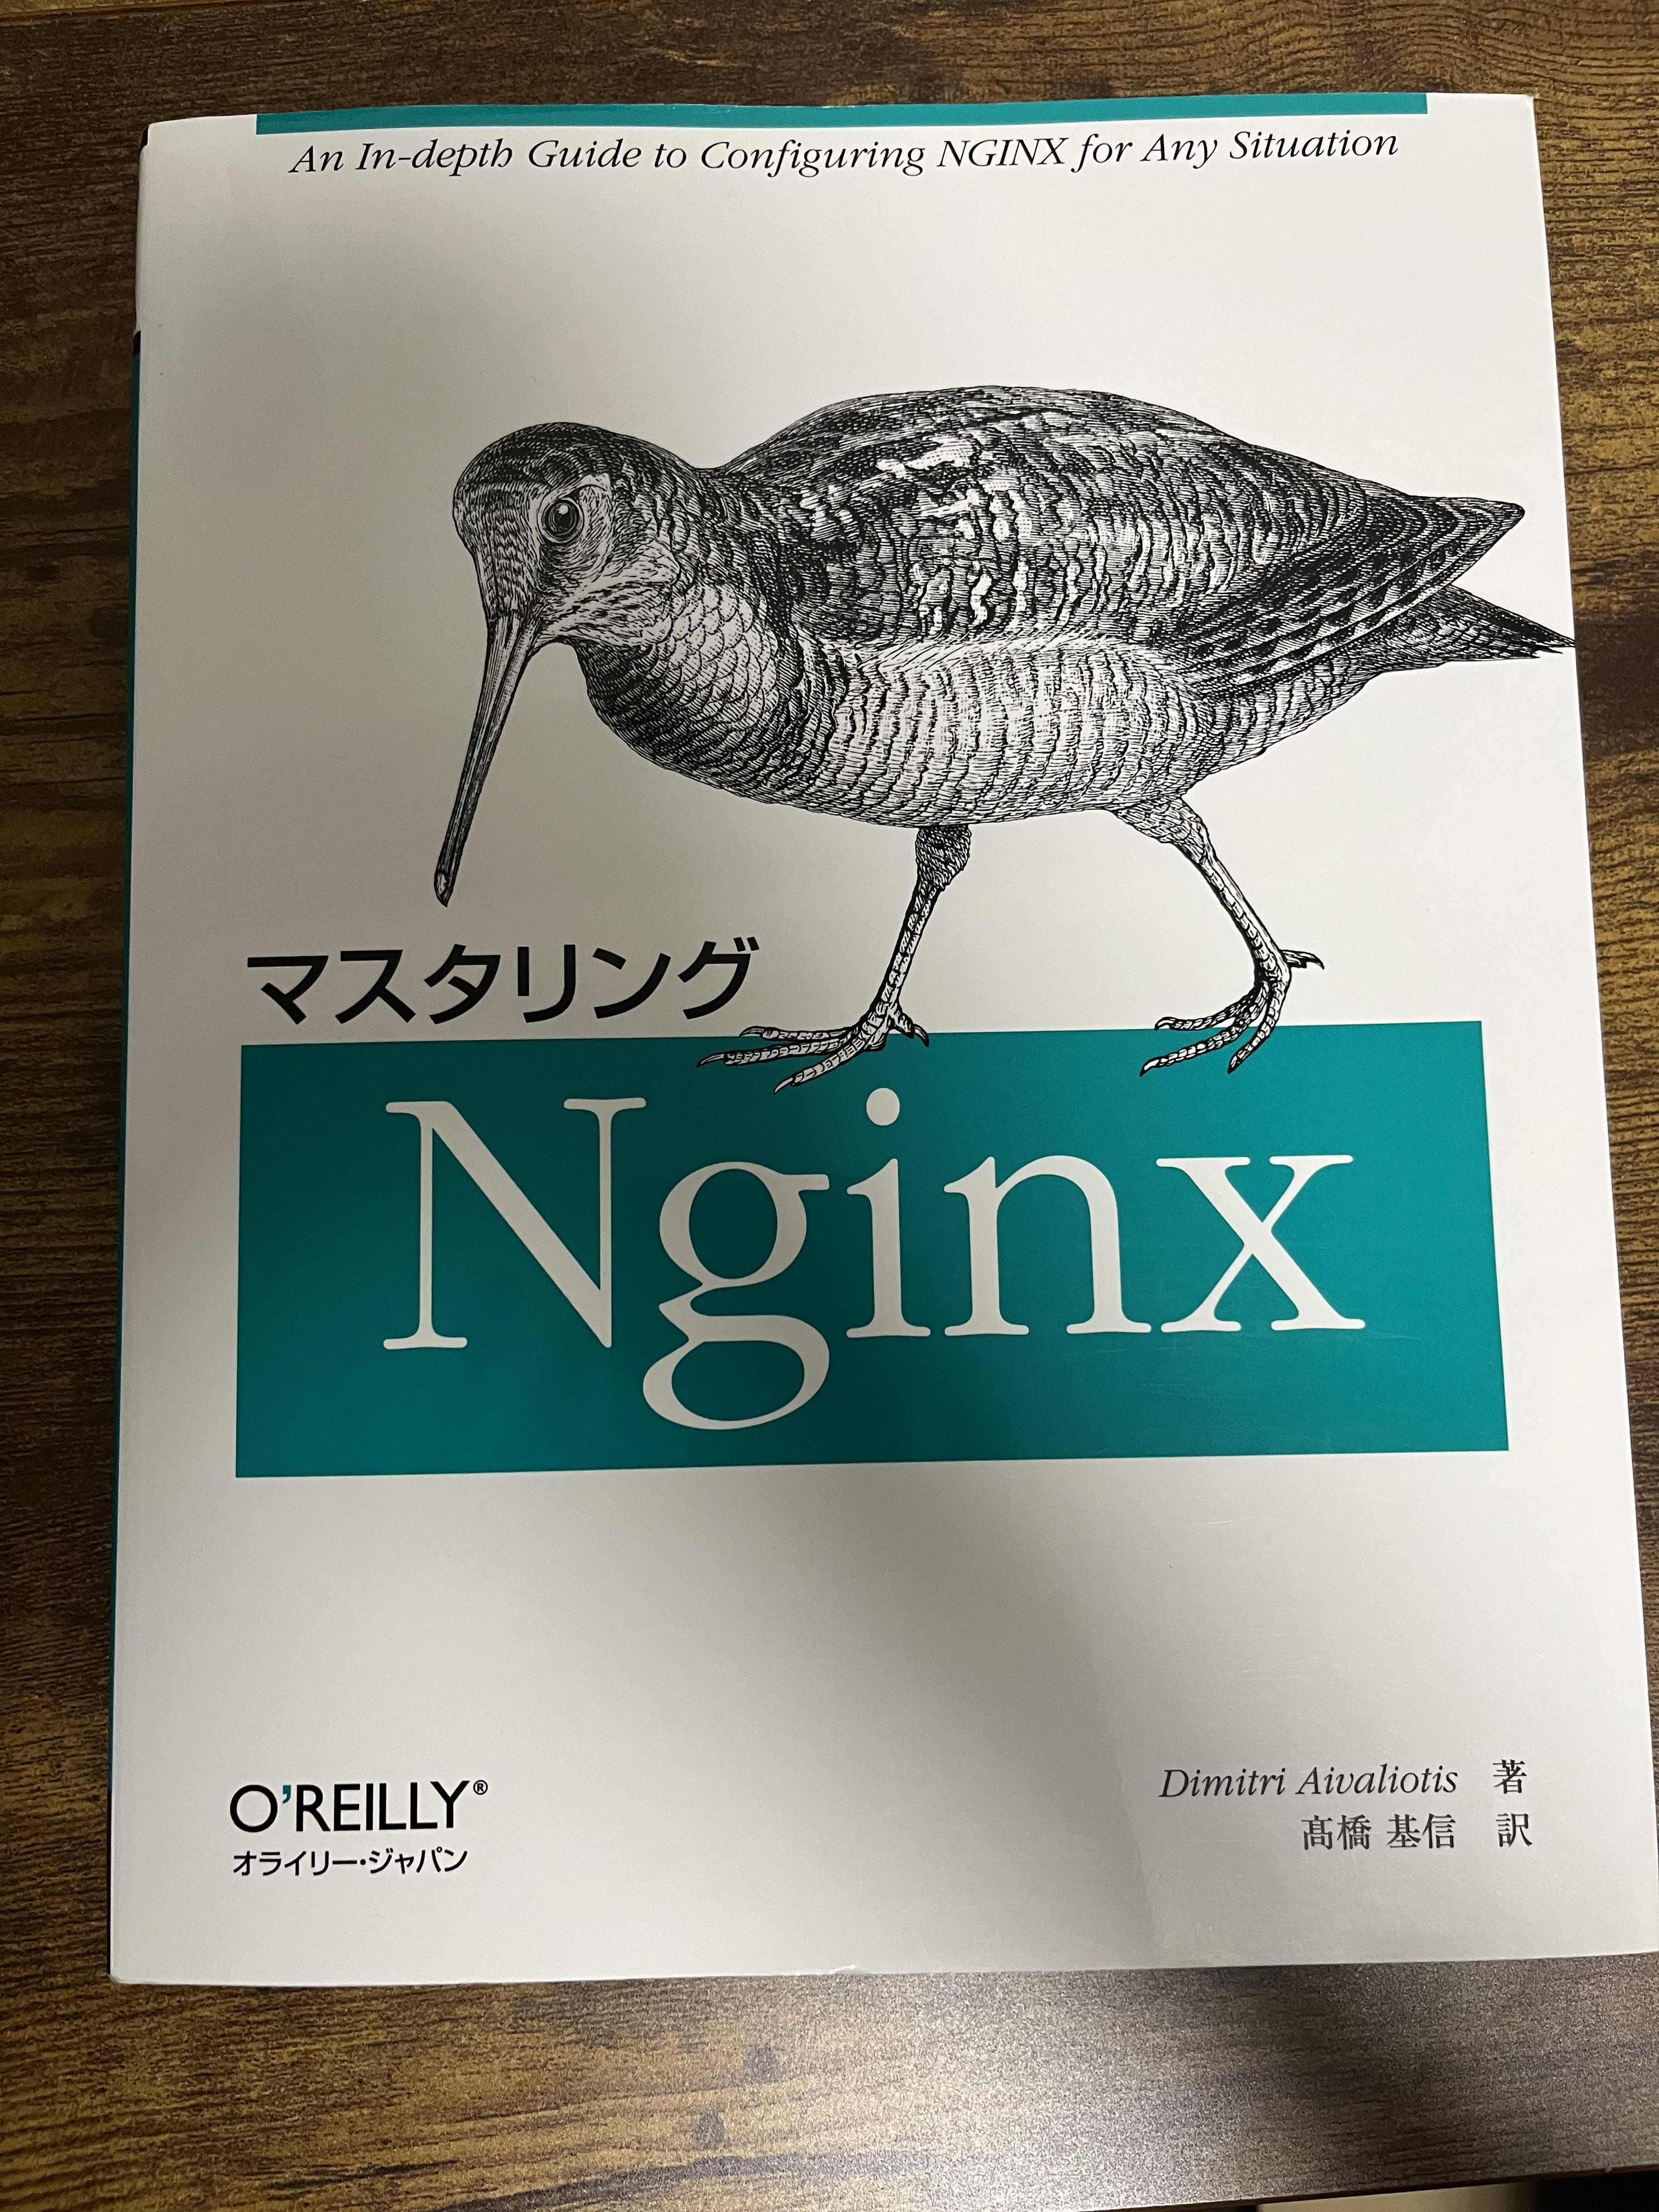 An In-depth Guide to Configuring NGINX for Any Situation
マスタリング
Nginx
O'REILLY®
オライリー・ジャパン
Dimitri Aivaliotis 著
髙橋 基信 訳